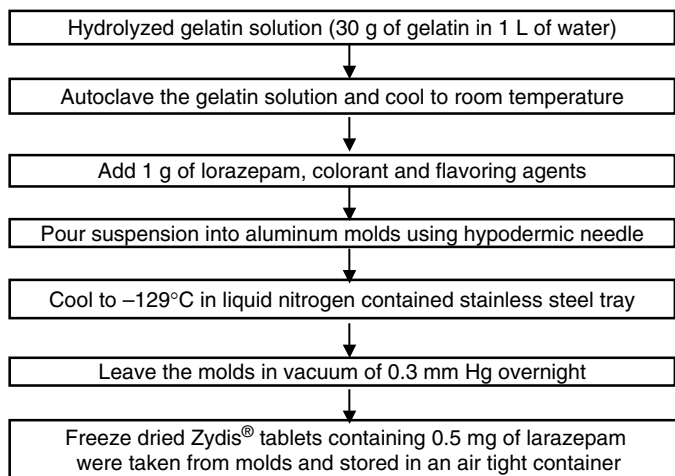 Hydrolyzed gelatin solution (30 g of gelatin in 1 L of water)
Autoclave the gelatin solution and cool to room temperature
Add 1 g of lorazepam, colorant and flavoring agents
Pour suspension into aluminum molds using hypodermic needle
Cool to –129°C in liquid nitrogen contained stainless steel tray
Leave the molds in vacuum of 0.3 mm Hg overnight
Freeze dried Zydis® tablets containing 0.5 mg of larazepam
were taken from molds and stored in an air tight container